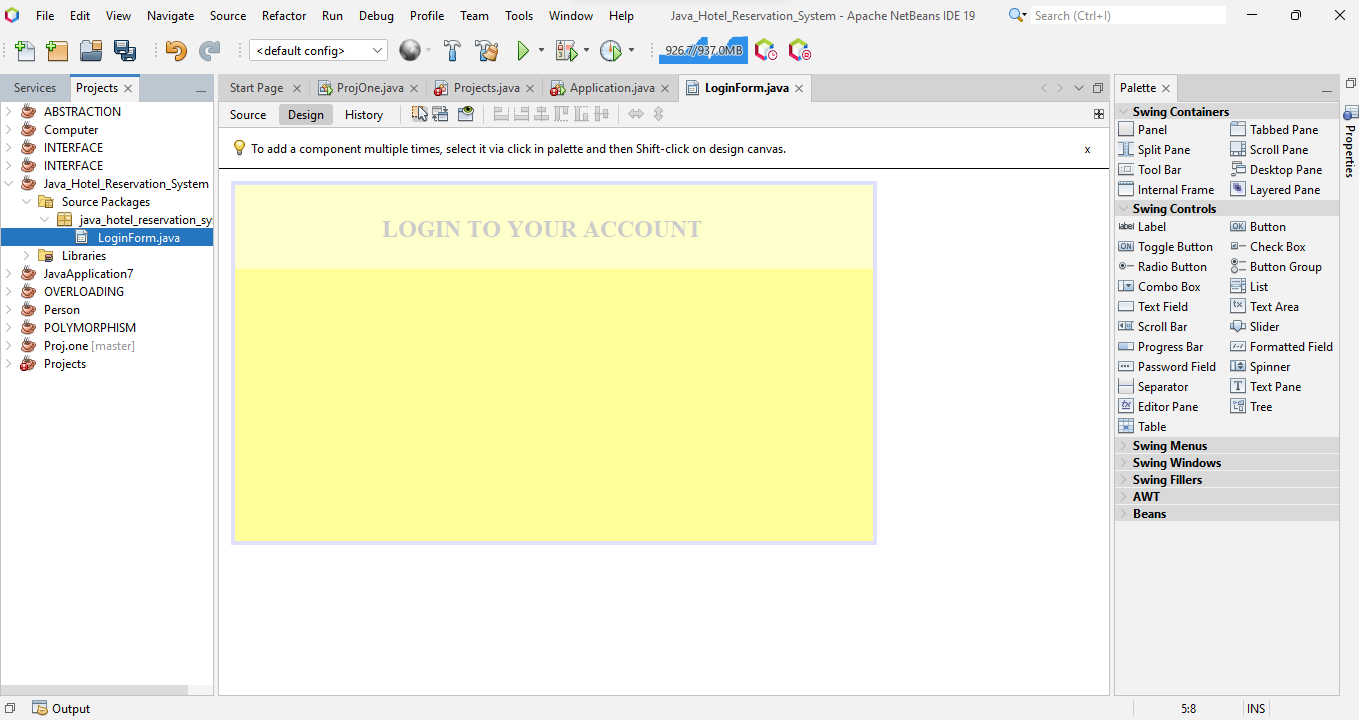 File Edit View Navigate Source Refactor Run Debug Profile Team Tools Window Help Java_Hotel_Reservation_System - Apache NetBeans IDE 19 Search (Ctrl+I)
<default config> 926.7/937.0MB
Services Projects Start Page ProjOne.java Projects.java Application.java LoginForm.java Palette
Source Design History
To add a component multiple times, select it via click in palette and then Shift-click on design canvas. x
ABSTRACTION
Computer
INTERFACE
INTERFACE
Java_Hotel_Reservation_System
Source Packages
java_hotel_reservation_sy
LoginForm.java
Libraries
JavaApplication7
OVERLOADING
Person
POLYMORPHISM
Proj.one [master]
Projects
LOGIN TO YOUR ACCOUNT
Swing Containers
Panel Tabbed Pane
Split Pane Scroll Pane
Tool Bar Desktop Pane
Internal Frame Layered Pane
Swing Controls
label Label OK Button
ON Toggle Button Check Box
Radio Button Button Group
Combo Box List
Text Field Text Area
Scroll Bar Slider
Progress Bar Formatted Field
Password Field Spinner
Separator Text Pane
Editor Pane Tree
Table
Swing Menus
Swing Windows
Swing Fillers
AWT
Beans
Properties
Output 5:8 INS